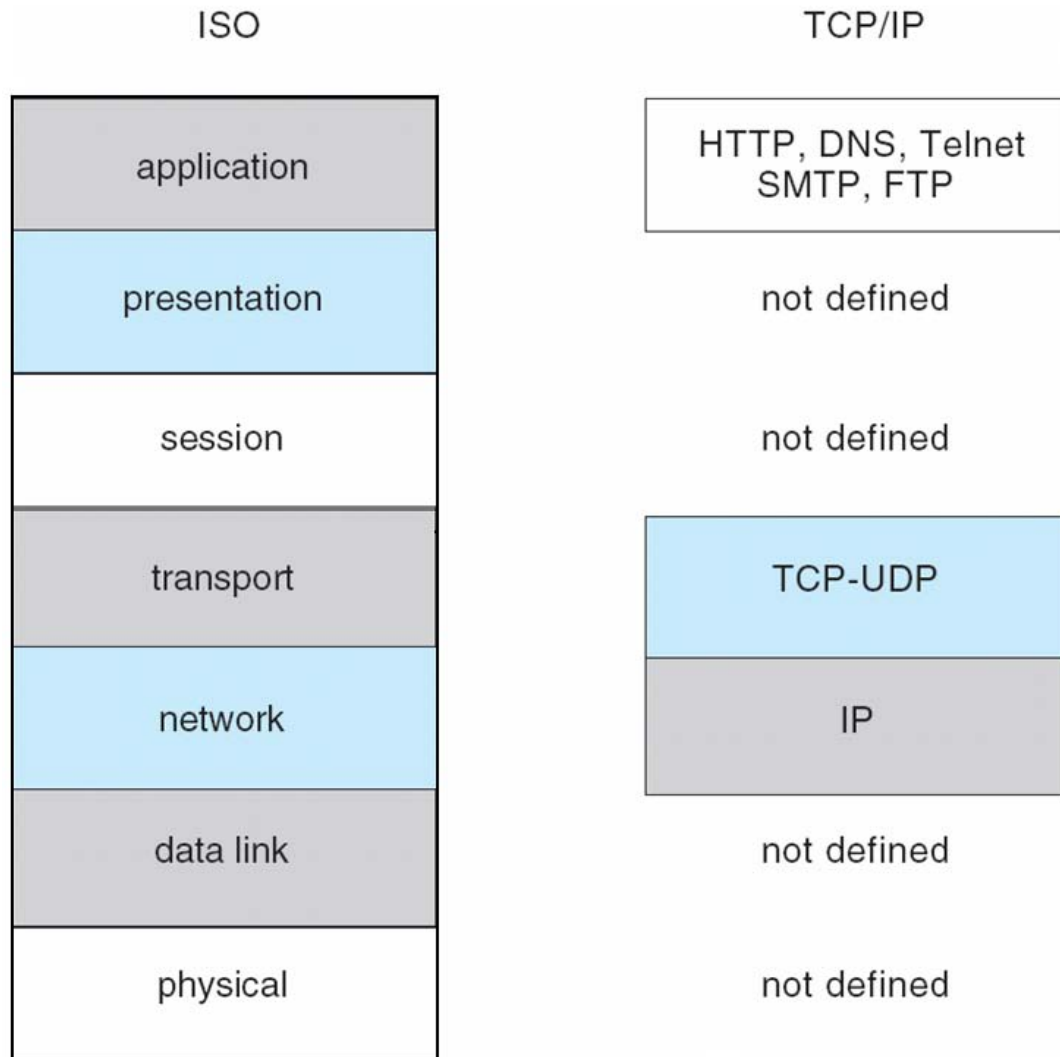 ISO
TCP/IP
application
HTTP, DNS, Telnet
SMTP, FTP
presentation
not defined
session
not defined
transport
TCP-UDP
network
IP
data link
not defined
physical
not defined